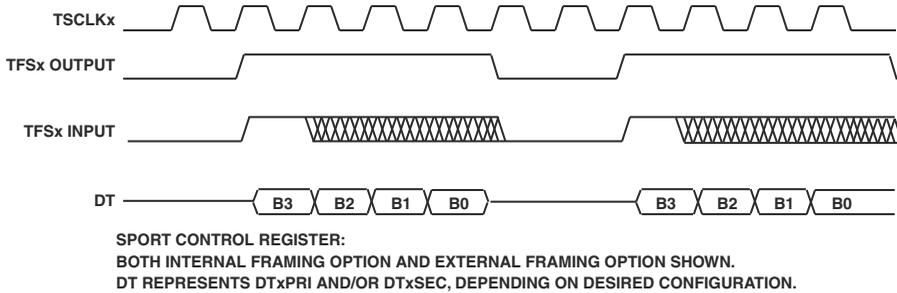 TSCLKx
TFSx OUTPUT
TFSx INPUT
DT B3 B2 B1 B0 B3 B2 B1 B0
SPORT CONTROL REGISTER:
BOTH INTERNAL FRAMING OPTION AND EXTERNAL FRAMING OPTION SHOWN.
DT REPRESENTS DTxPRI AND/OR DTxSEC, DEPENDING ON DESIRED CONFIGURATION.